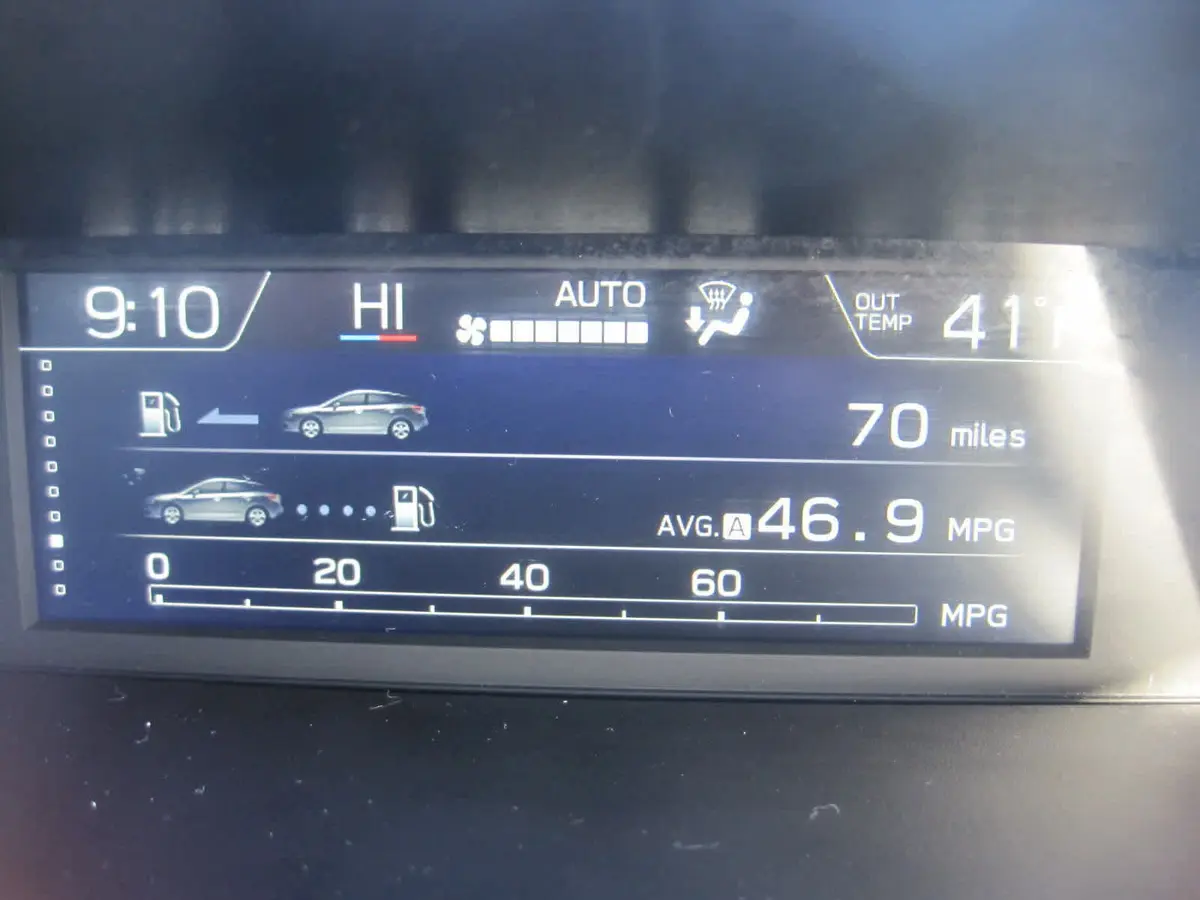 9:10
HI
AUTO
OUT
TEMP
41°F
70 miles
AVG. A 46.9 MPG
0 20 40 60
MPG